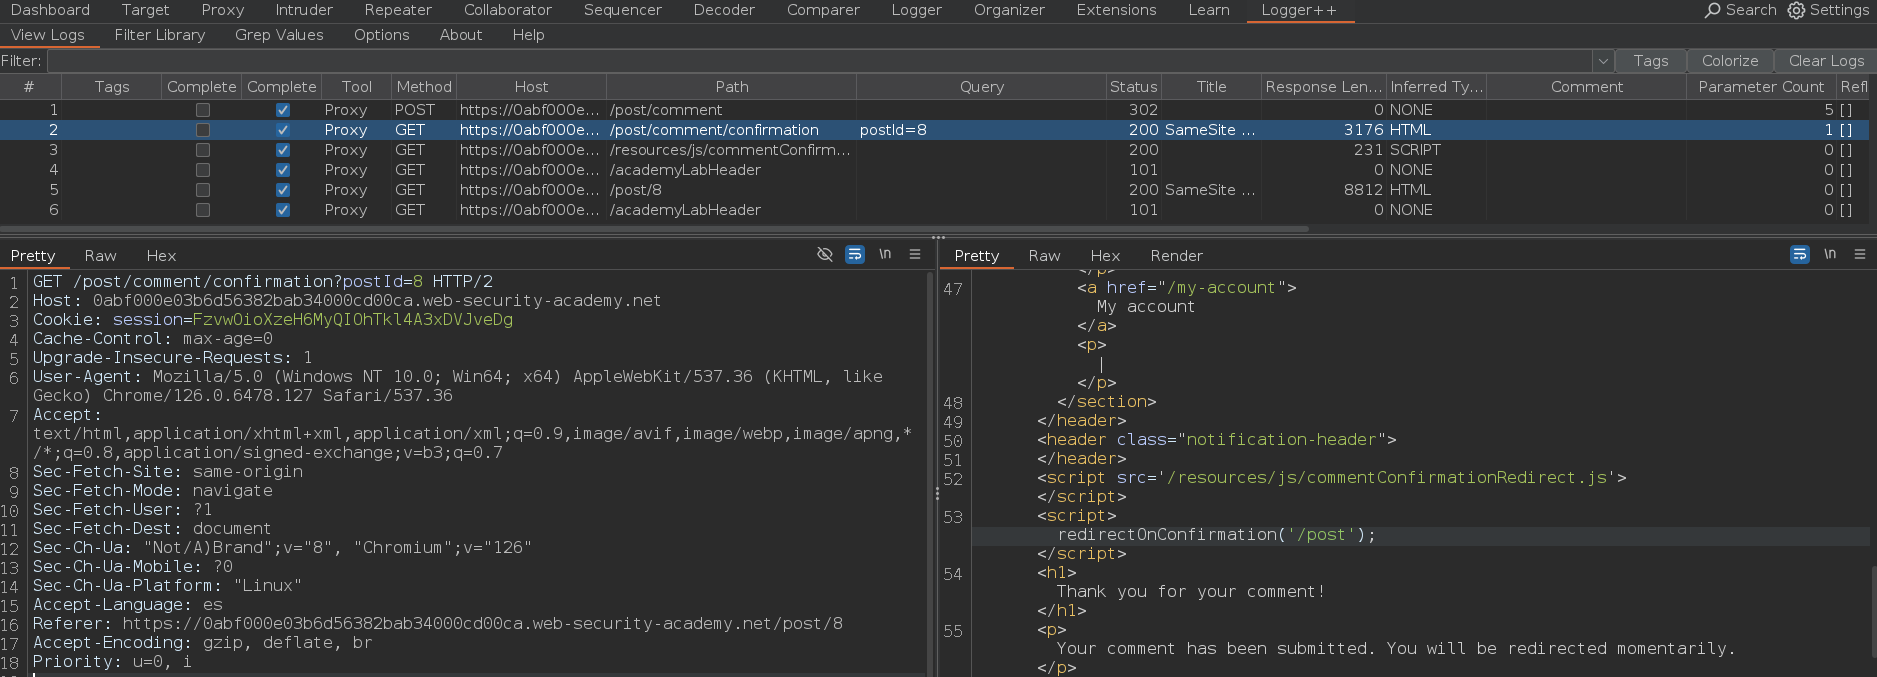 Dashboard Target Proxy Intruder Repeater Collaborator Sequencer Decoder Comparer Logger Organizer Extensions Learn Logger++ Search Settings
View Logs Filter Library Grep Values Options About Help
Filter: Tags Colorize Clear Logs
# Tags Complete Complete Tool Method Host Path Query Status Title Response Len... Inferred Ty... Comment Parameter Count Refl
1 Proxy POST https://0abf000e... /post/comment 302 0 NONE 5 []
2 Proxy GET https://0abf000e... /post/comment/confirmation postId=8 200 SameSite ... 3176 HTML 1 []
3 Proxy GET https://0abf000e... /resources/js/commentConfirm... 200 231 SCRIPT 0 []
4 Proxy GET https://0abf000e... /academyLabHeader 101 0 NONE 0 []
5 Proxy GET https://0abf000e... /post/8 200 SameSite ... 8812 HTML 0 []
6 Proxy GET https://0abf000e... /academyLabHeader 101 0 NONE 0 []
Pretty Raw Hex \n
1 GET /post/comment/confirmation?postId=8 HTTP/2
2 Host: 0abf000e03b6d56382bab34000cd00ca.web-security-academy.net
3 Cookie: session=FzvwOioXzeH6MyQIOhTkl4A3xDVJveDg
4 Cache-Control: max-age=0
5 Upgrade-Insecure-Requests: 1
6 User-Agent: Mozilla/5.0 (Windows NT 10.0; Win64; x64) AppleWebKit/537.36 (KHTML, like
Gecko) Chrome/126.0.6478.127 Safari/537.36
7 Accept:
text/html,application/xhtml+xml,application/xml;q=0.9,image/avif,image/webp,image/apng,*
/*;q=0.8,application/signed-exchange;v=b3;q=0.7
8 Sec-Fetch-Site: same-origin
9 Sec-Fetch-Mode: navigate
10 Sec-Fetch-User: ?1
11 Sec-Fetch-Dest: document
12 Sec-Ch-Ua: "Not/A)Brand";v="8", "Chromium";v="126"
13 Sec-Ch-Ua-Mobile: ?0
14 Sec-Ch-Ua-Platform: "Linux"
15 Accept-Language: es
16 Referer: https://0abf000e03b6d56382bab34000cd00ca.web-security-academy.net/post/8
17 Accept-Encoding: gzip, deflate, br
18 Priority: u=0, i
Pretty Raw Hex Render \n
</p>
47 <a href="/my-account">
My account
</a>
<p>
|
</p>
48 </section>
49 </header>
50 <header class="notification-header">
51 </header>
52 <script src='/resources/js/commentConfirmationRedirect.js'>
</script>
53 <script>
redirectOnConfirmation('/post');
</script>
54 <h1>
Thank you for your comment!
</h1>
55 <p>
Your comment has been submitted. You will be redirected momentarily.
</p>